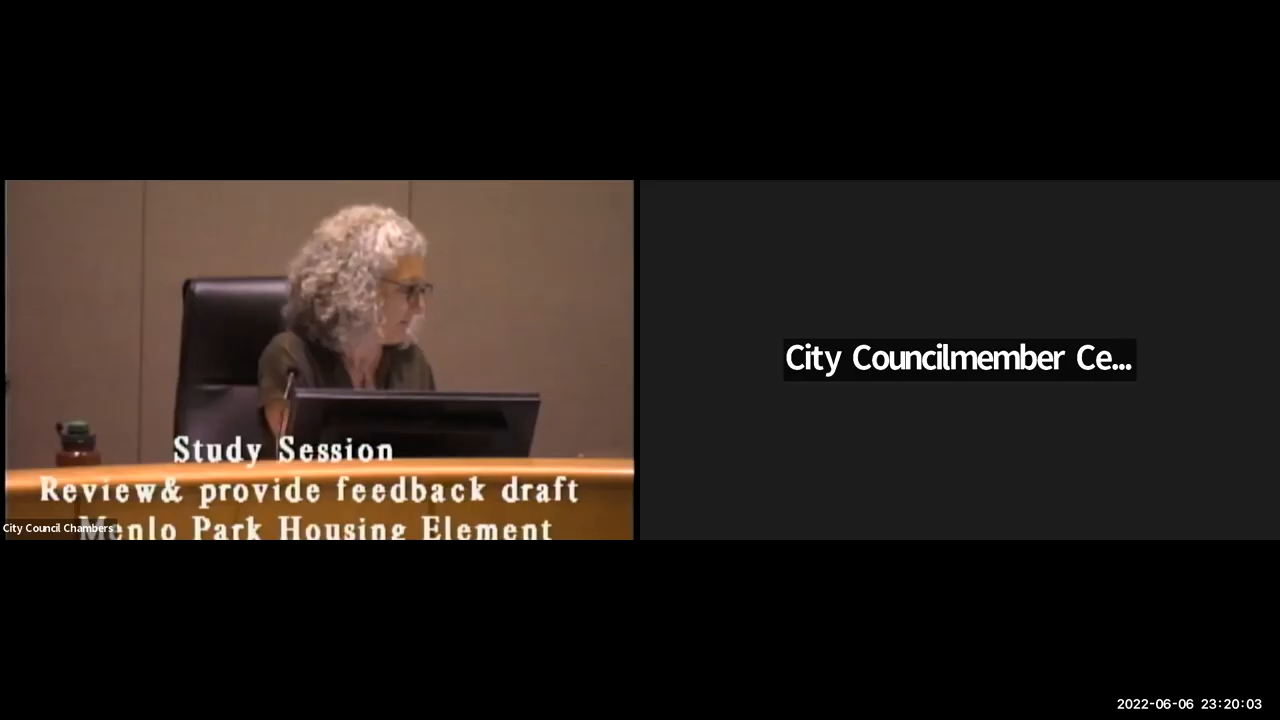 Study Session
Review& provide feedback draft
Menlo Park Housing Element
City Council Chambers
City Councilmember Ce...
2022-06-06 23:20:03